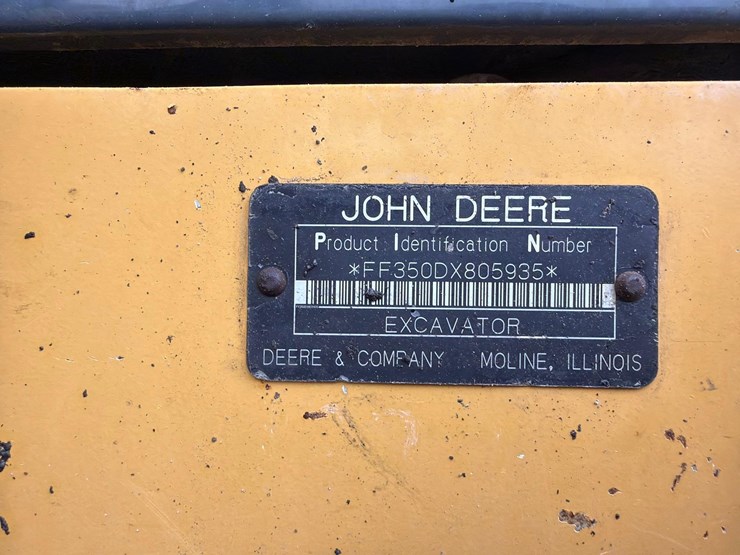 JOHN DEERE
Product Identification Number
*FF350DX805935*
EXCAVATOR
DEERE & COMPANY MOLINE, ILLINOIS